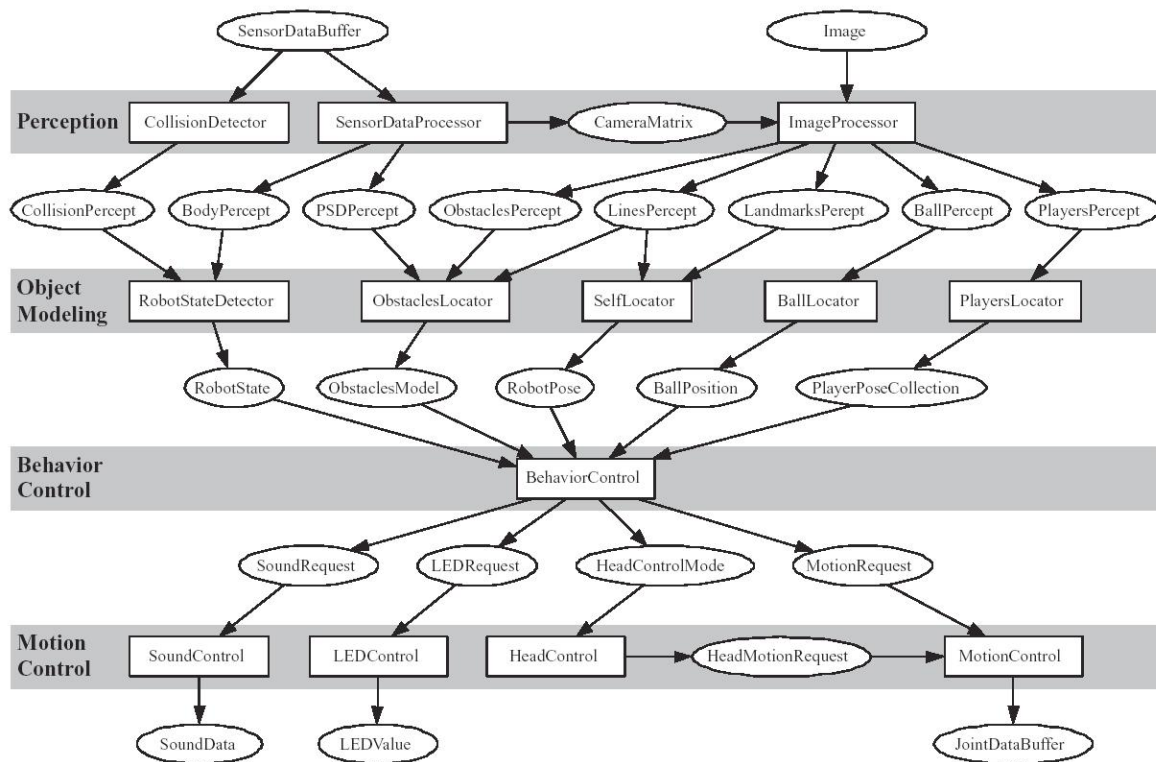 SensorDataBuffer
Image
Perception
CollisionDetector
SensorDataProcessor
CameraMatrix
ImageProcessor
CollisionPercept
BodyPercept
PSDPercept
ObstaclesPercept
LinesPercept
LandmarksPerept
BallPercept
PlayersPercept
Object
Modeling
RobotStateDetector
ObstaclesLocator
SelfLocator
BallLocator
PlayersLocator
RobotState
ObstaclesModel
RobotPose
BallPosition
PlayerPoseCollection
Behavior
Control
BehaviorControl
SoundRequest
LEDRequest
HeadControlMode
MotionRequest
Motion
Control
SoundControl
LEDControl
HeadControl
HeadMotionRequest
MotionControl
SoundData
LEDValue
JointDataBuffer